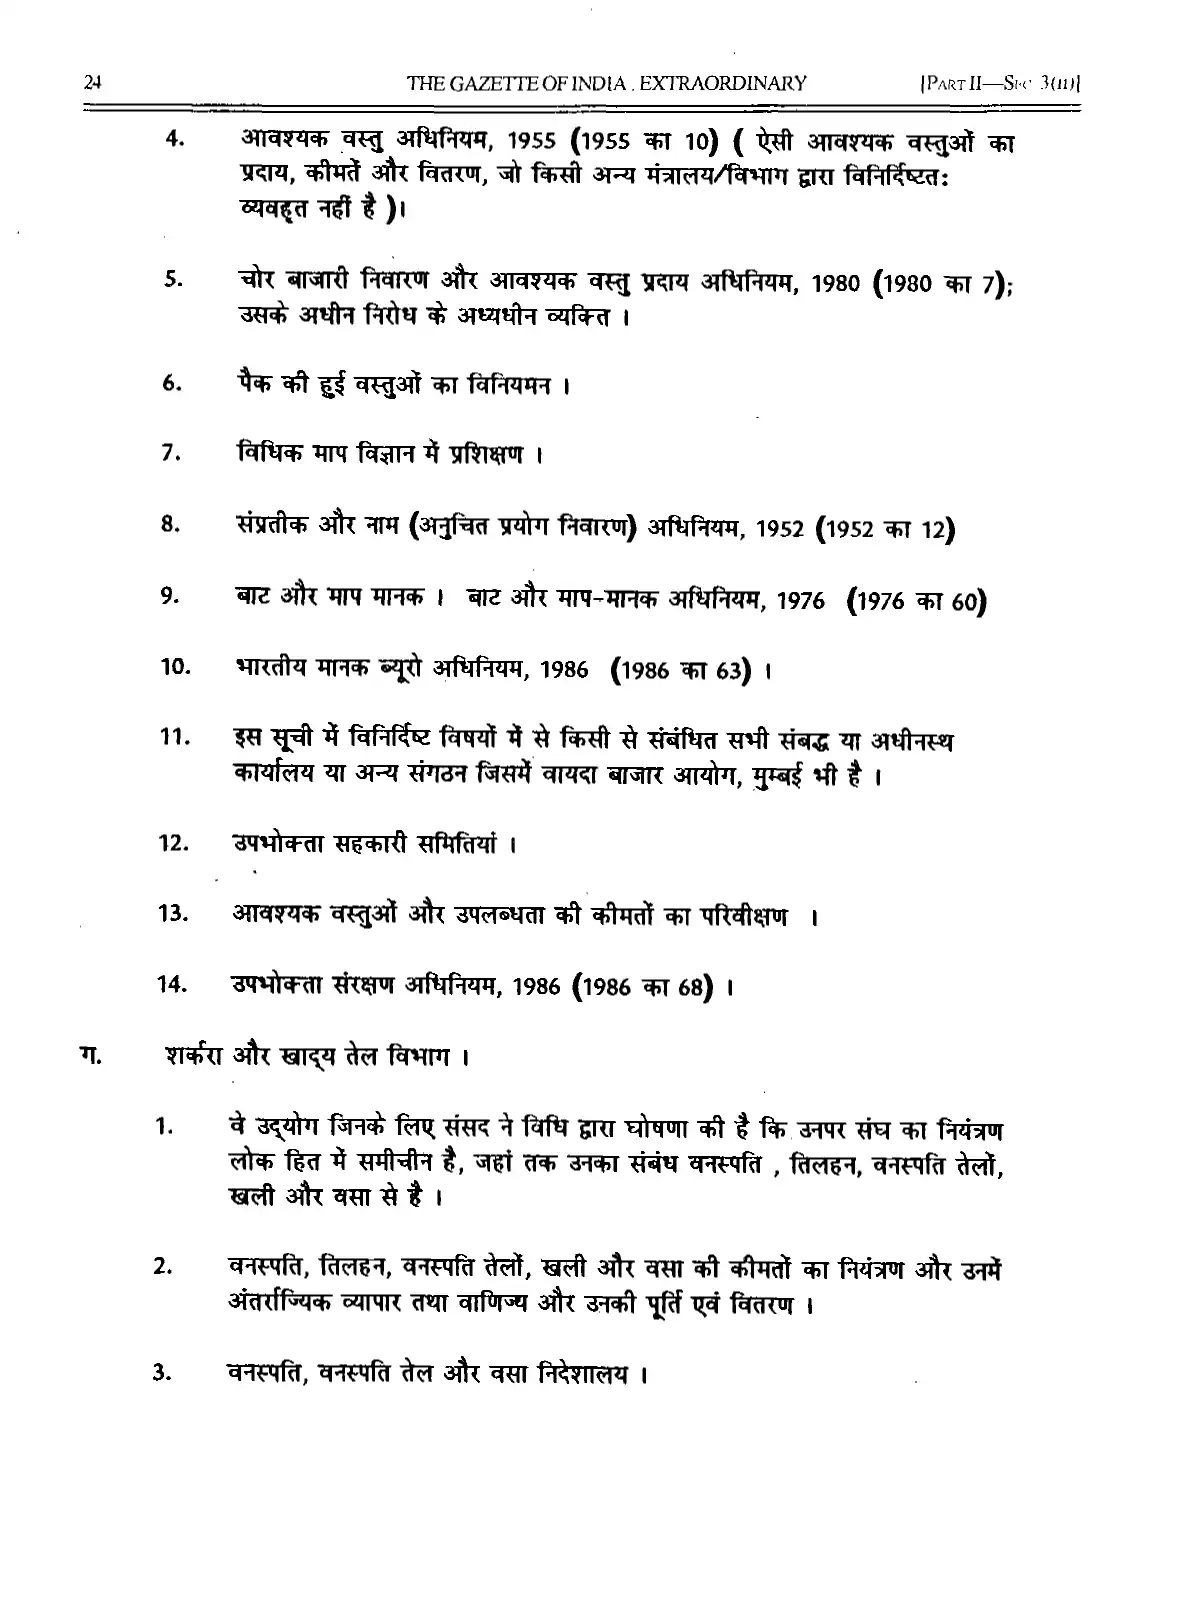 24 THE GAZETTE OF INDIA . EXTRAORDINARY [PART II—SEC 3(ii)]
4. आवश्यक वस्तु अधिनियम, 1955 (1955 का 10) ( ऐसी आवश्यक वस्तुओं का
प्रदाय, कीमतें और वितरण, जो किसी अन्य मंत्रालय/विभाग द्वारा विनिर्दिष्टतः
व्यवहृत नहीं है )।
5. चोर बाजारी निवारण और आवश्यक वस्तु प्रदाय अधिनियम, 1980 (1980 का 7);
उसके अधीन निरोध के अध्यधीन व्यक्ति ।
6. पैक की हुई वस्तुओं का विनियमन ।
7. विधिक माप विज्ञान में प्रशिक्षण ।
8. संप्रतीक और नाम (अनुचित प्रयोग निवारण) अधिनियम, 1952 (1952 का 12)
9. बाट और माप मानक । बाट और माप-मानक अधिनियम, 1976 (1976 का 60)
10. भारतीय मानक ब्यूरो अधिनियम, 1986 (1986 का 63) ।
11. इस सूची में विनिर्दिष्ट विषयों में से किसी से संबंधित सभी संबद्ध या अधीनस्थ
कार्यालय या अन्य संगठन जिसमें वायदा बाजार आयोग, मुम्बई भी है ।
12. उपभोक्ता सहकारी समितियां ।
13. आवश्यक वस्तुओं और उपलब्धता की कीमतों का परिवीक्षण ।
14. उपभोक्ता संरक्षण अधिनियम, 1986 (1986 का 68) ।
ग. शर्करा और खाद्य तेल विभाग ।
1. वे उद्योग जिनके लिए संसद ने विधि द्वारा घोषणा की है कि उनपर संघ का नियंत्रण
लोक हित में समीचीन है, जहां तक उनका संबंध वनस्पति , तिलहन, वनस्पति तेलों,
खली और वसा से है ।
2. वनस्पति, तिलहन, वनस्पति तेलों, खली और वसा की कीमतों का नियंत्रण और उनमें
अंतर्राज्यिक व्यापार तथा वाणिज्य और उनकी पूर्ति एवं वितरण ।
3. वनस्पति, वनस्पति तेल और वसा निदेशालय ।